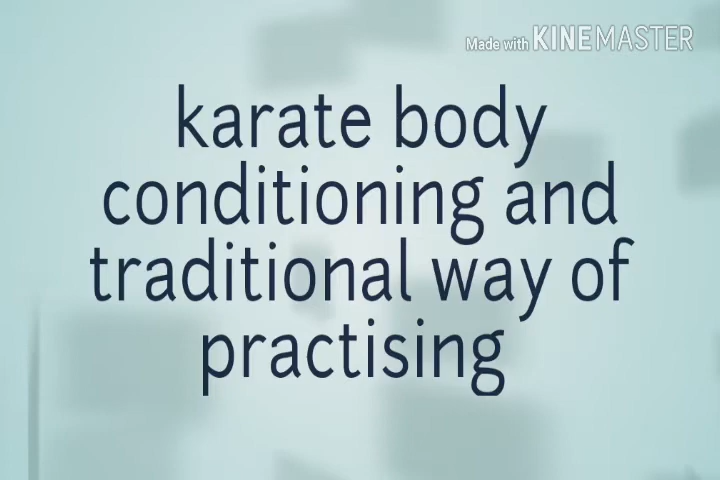 Made with KINEMASTER
karate body
conditioning and
traditional way of
practising